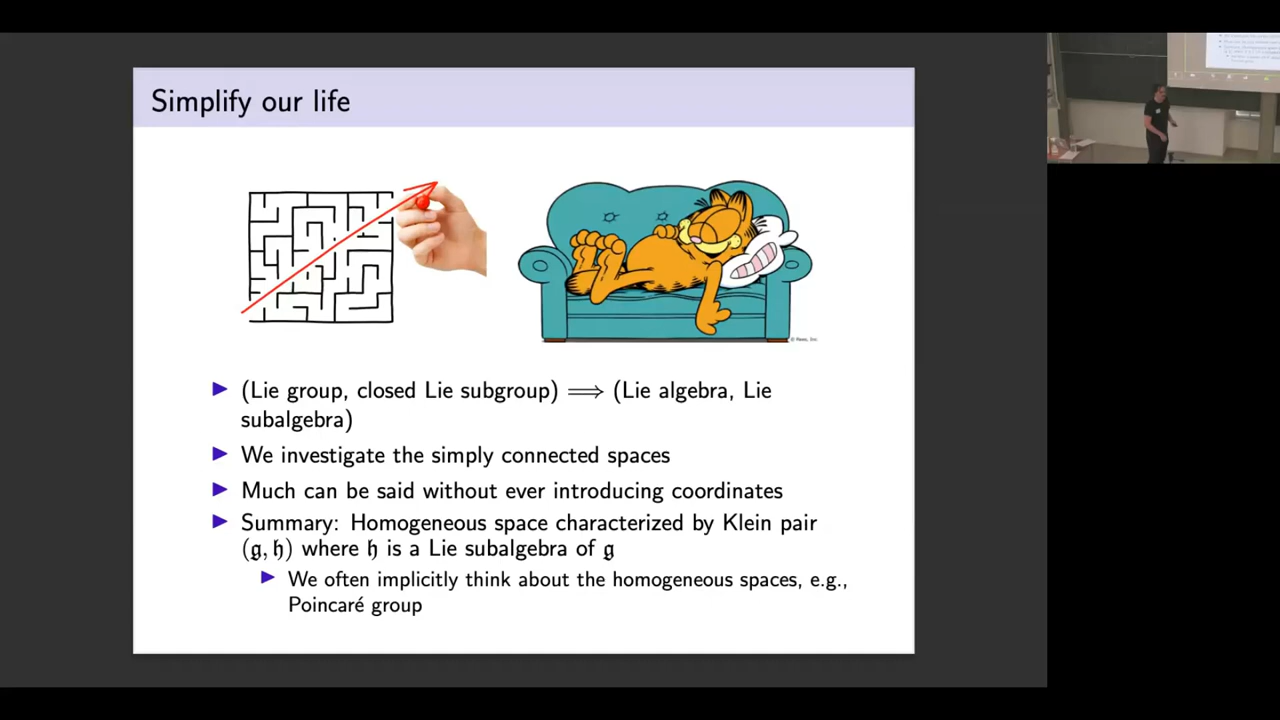 Simplify our life
© Paws, Inc.
▶ (Lie group, closed Lie subgroup) ⟹ (Lie algebra, Lie
subalgebra)
▶ We investigate the simply connected spaces
▶ Much can be said without ever introducing coordinates
▶ Summary: Homogeneous space characterized by Klein pair
(𝔤, 𝔥) where 𝔥 is a Lie subalgebra of 𝔤
▶ We often implicitly think about the homogeneous spaces, e.g.,
Poincaré group